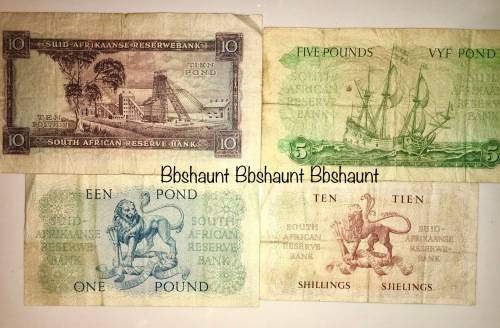 10 SUID-AFRIKAANSE-RESERWEBANK 10
TIEN
POND
TEN
POUNDS
10 SOUTH AFRICAN-RESERVE-BANK 10
FIVE POUNDS VYF POND
SOUTH
AFRICAN
RESERVE
BANK
5 5
Bbshaunt Bbshaunt Bbshaunt
EEN POND
SUID-
AFRIKAANSE
RESERWE-
BANK
SOUTH
AFRICAN
RESERVE-
BANK
ONE POUND
TEN TIEN
SOUTH
AFRICAN
RESERVE
BANK
SUID-
AFRIKAANSE
RESERWE-
BANK
SHILLINGS SJIELINGS